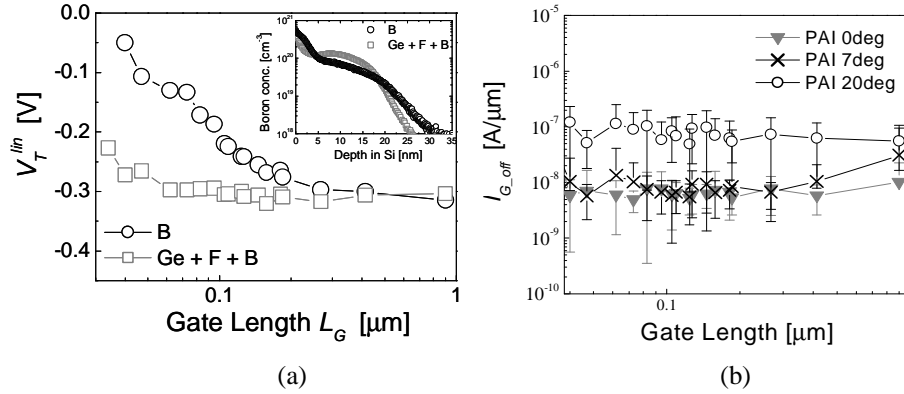 (a)
V_T^lin [V]
0.0
-0.1
-0.2
-0.3
-0.4
B
Ge + F + B
0.1
1
Gate Length L_G [μm]
Boron conc. [cm^-3]
10^21
10^20
10^19
10^18
B
Ge + F + B
0 5 10 15 20 25 30 35
Depth in Si [nm]
(a)
I_G_off [A/μm]
10^-5
10^-6
10^-7
10^-8
10^-9
10^-10
PAI 0deg
PAI 7deg
PAI 20deg
0.1
Gate Length [μm]
(b)